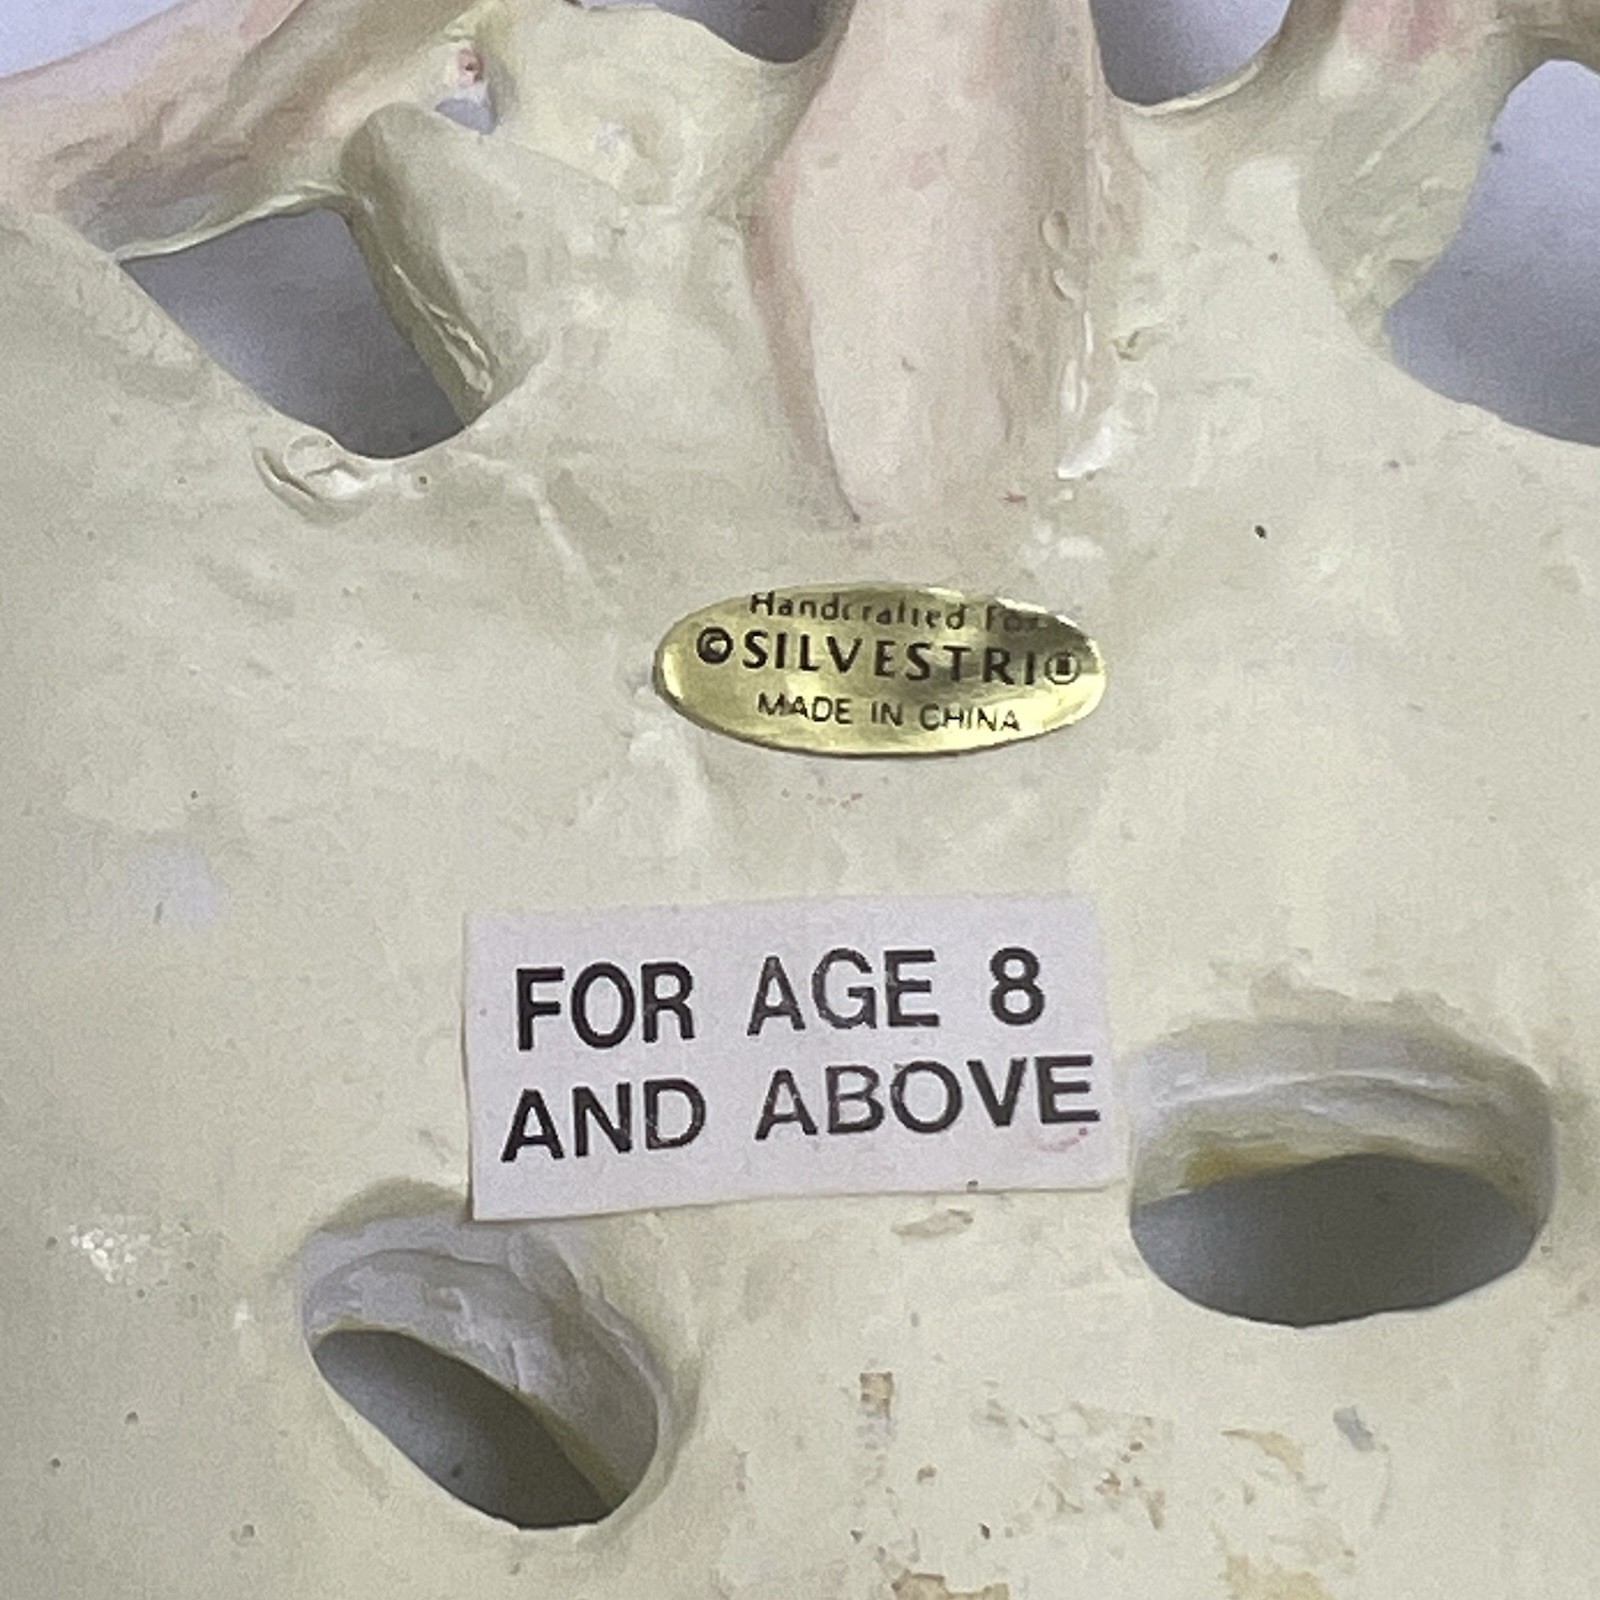 Handcrafted For
©SILVESTRI®
MADE IN CHINA
FOR AGE 8
AND ABOVE